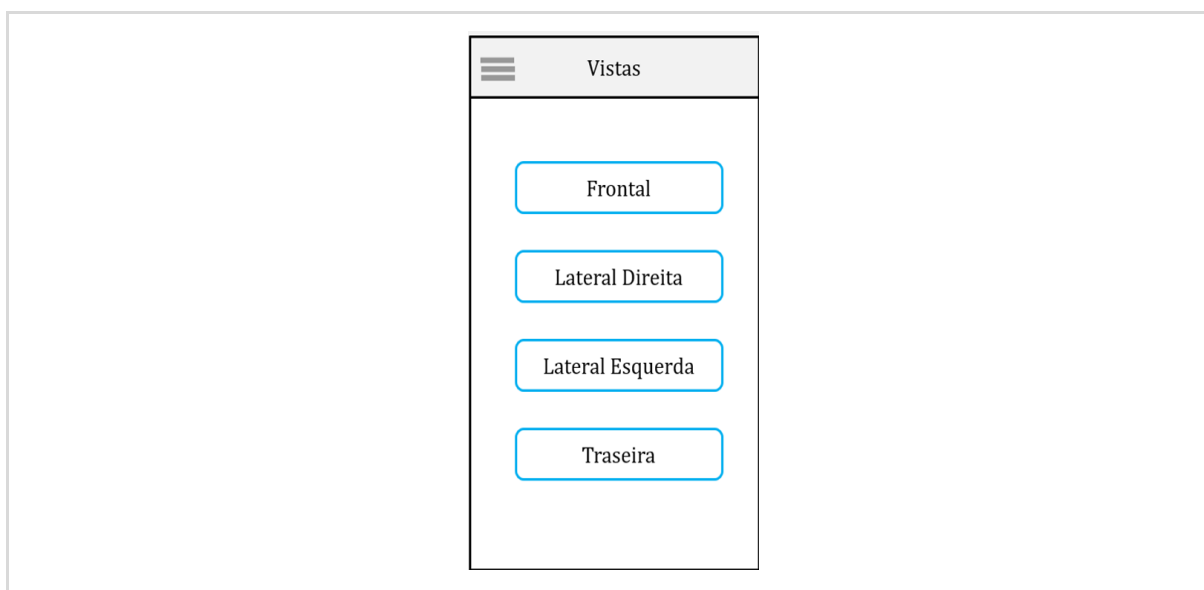 Vistas
Frontal
Lateral Direita
Lateral Esquerda
Traseira